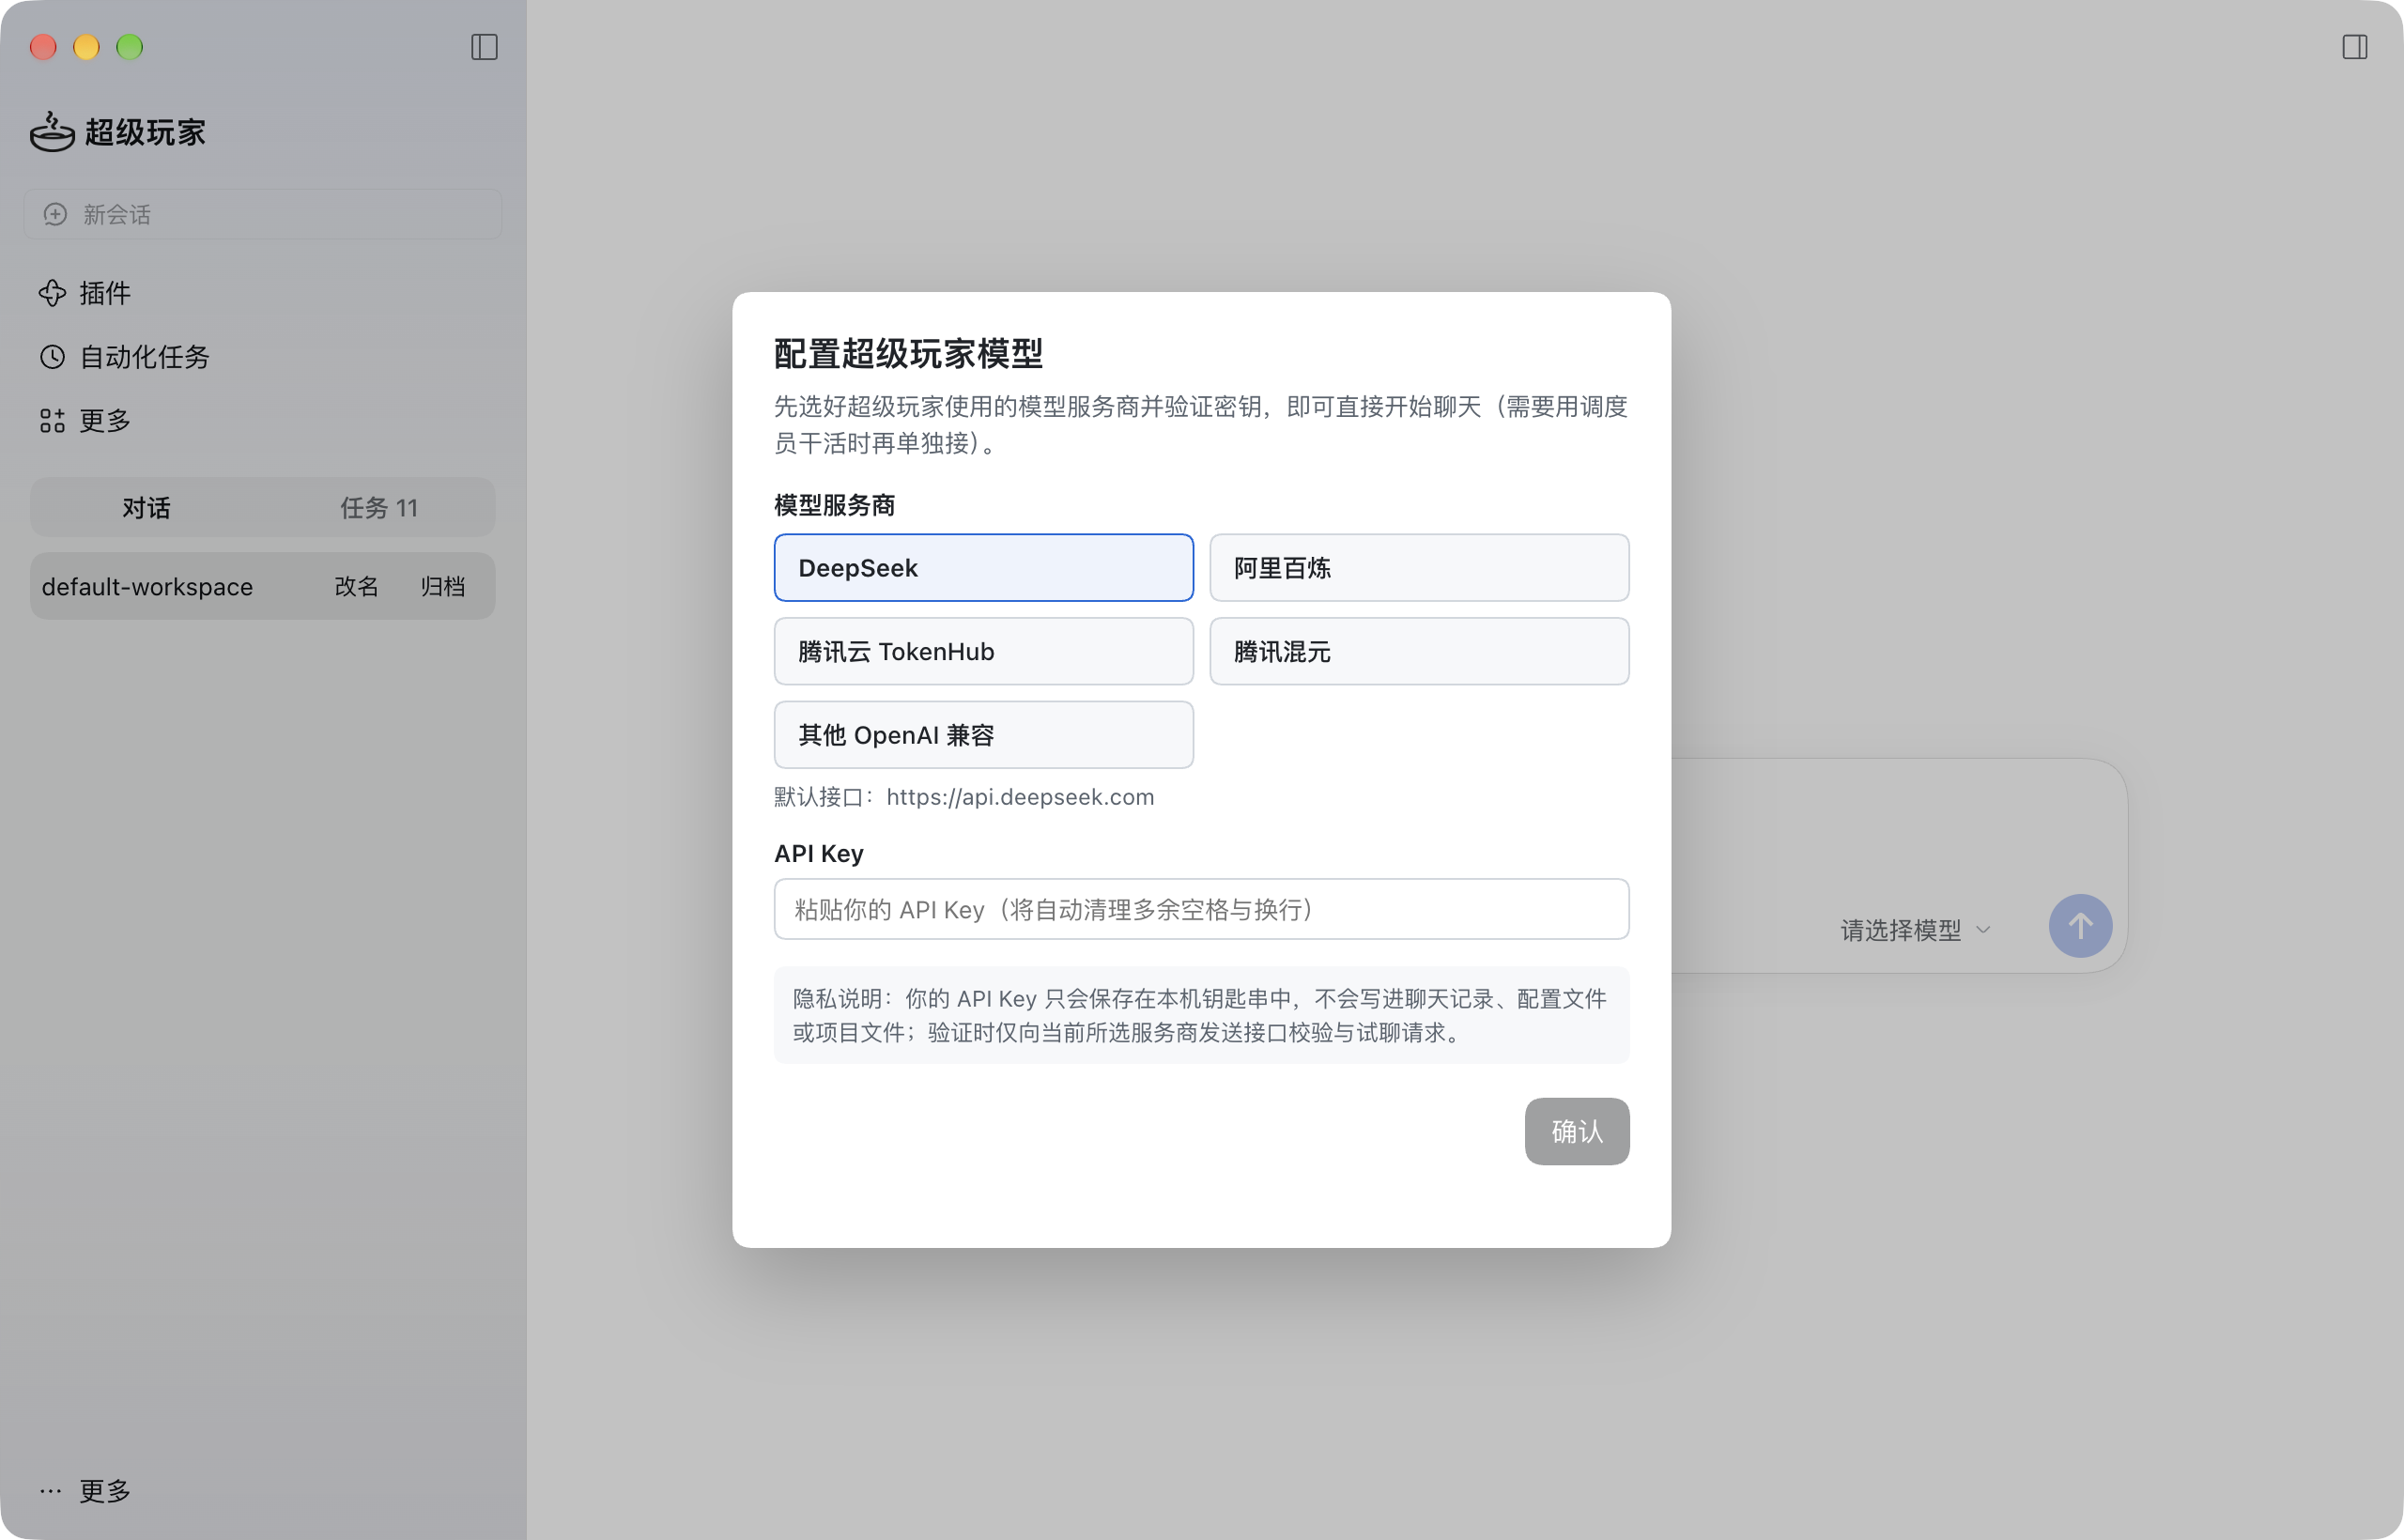 超级玩家
新会话
插件
自动化任务
更多
对话
任务 11
default-workspace
改名
归档
更多
配置超级玩家模型
先选好超级玩家使用的模型服务商并验证密钥，即可直接开始聊天（需要用调度
员干活时再单独接）。
模型服务商
DeepSeek
阿里百炼
腾讯云 TokenHub
腾讯混元
其他 OpenAI 兼容
默认接口：https://api.deepseek.com
API Key
粘贴你的 API Key（将自动清理多余空格与换行）
隐私说明：你的 API Key 只会保存在本机钥匙串中，不会写进聊天记录、配置文件
或项目文件；验证时仅向当前所选服务商发送接口校验与试聊请求。
确认
请选择模型